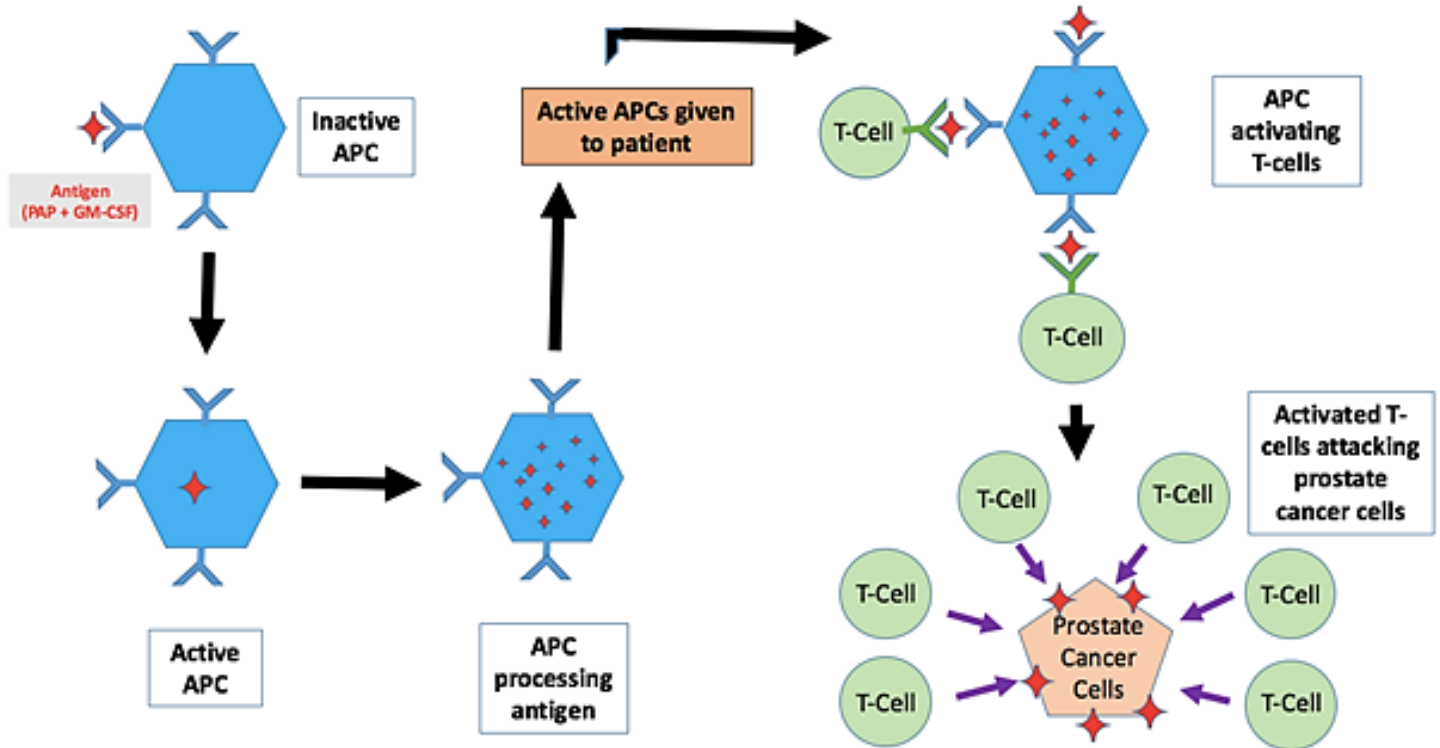 Inactive
APC
Antigen
(PAP + GM-CSF)
Active
APC
APC
processing
antigen
Active APCs given
to patient
T-Cell
T-Cell
APC
activating
T-cells
Activated T-
cells attacking
prostate
cancer cells
T-Cell
T-Cell
T-Cell
T-Cell
T-Cell
T-Cell
Prostate
Cancer
Cells